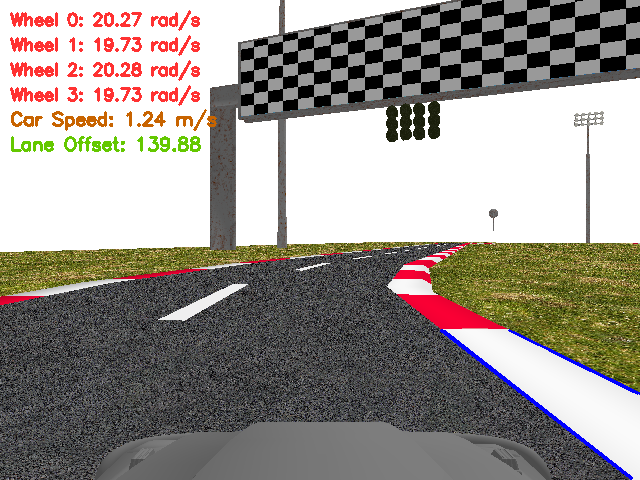 Wheel 0: 20.27 rad/s
Wheel 1: 19.73 rad/s
Wheel 2: 20.28 rad/s
Wheel 3: 19.73 rad/s
Car Speed: 1.24 m/s
Lane Offset: 139.88